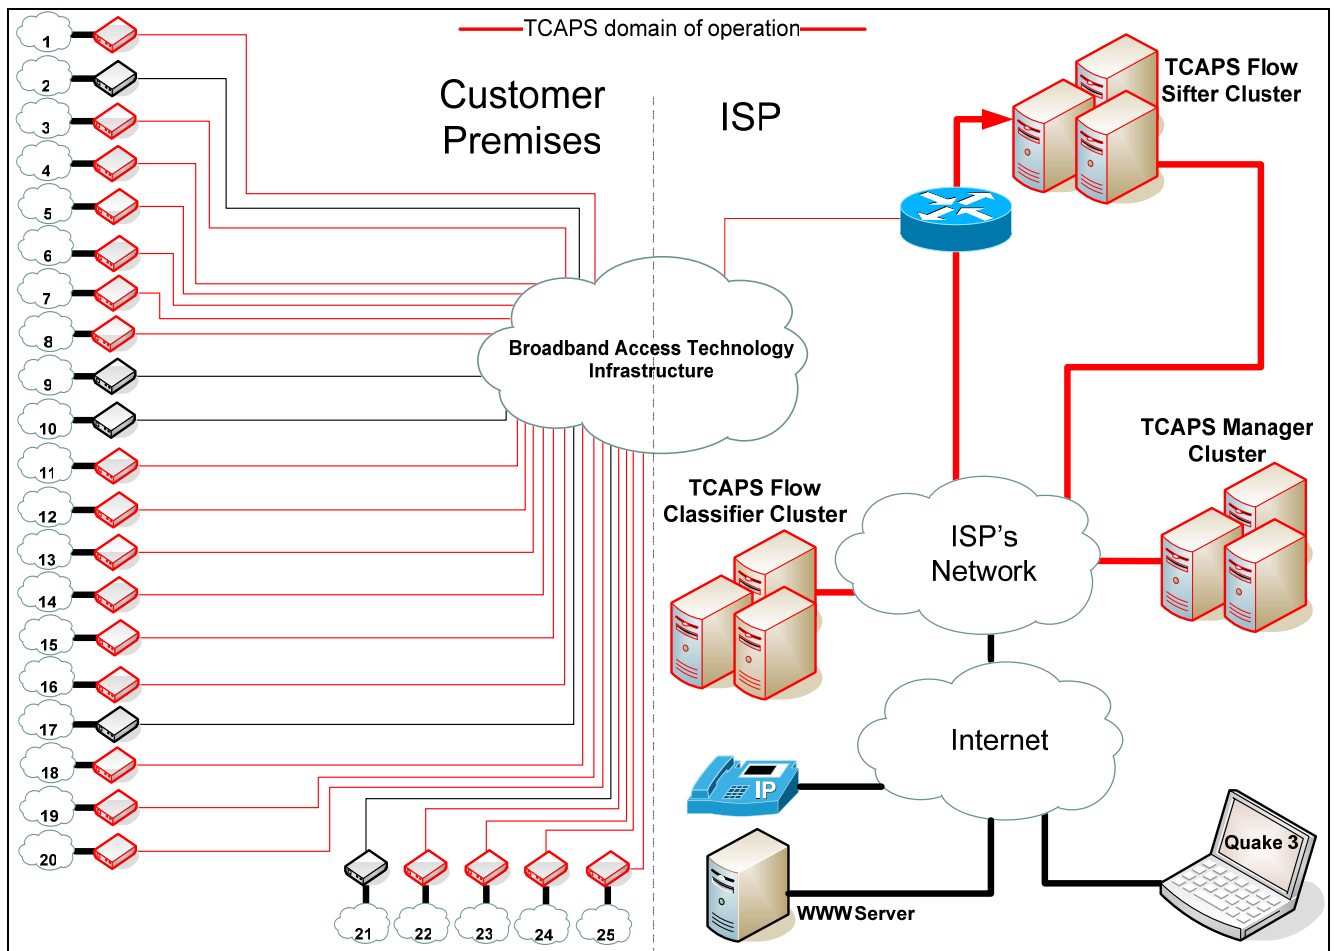 TCAPS domain of operation
Customer
Premises
ISP
TCAPS Flow
Sifter Cluster
1
2
3
4
5
6
7
8
9
10
11
12
13
14
15
16
17
18
19
20
21
22
23
24
25
Broadband Access Technology
Infrastructure
TCAPS Manager
Cluster
TCAPS Flow
Classifier Cluster
ISP's
Network
Internet
IP
Quake 3
WWW Server